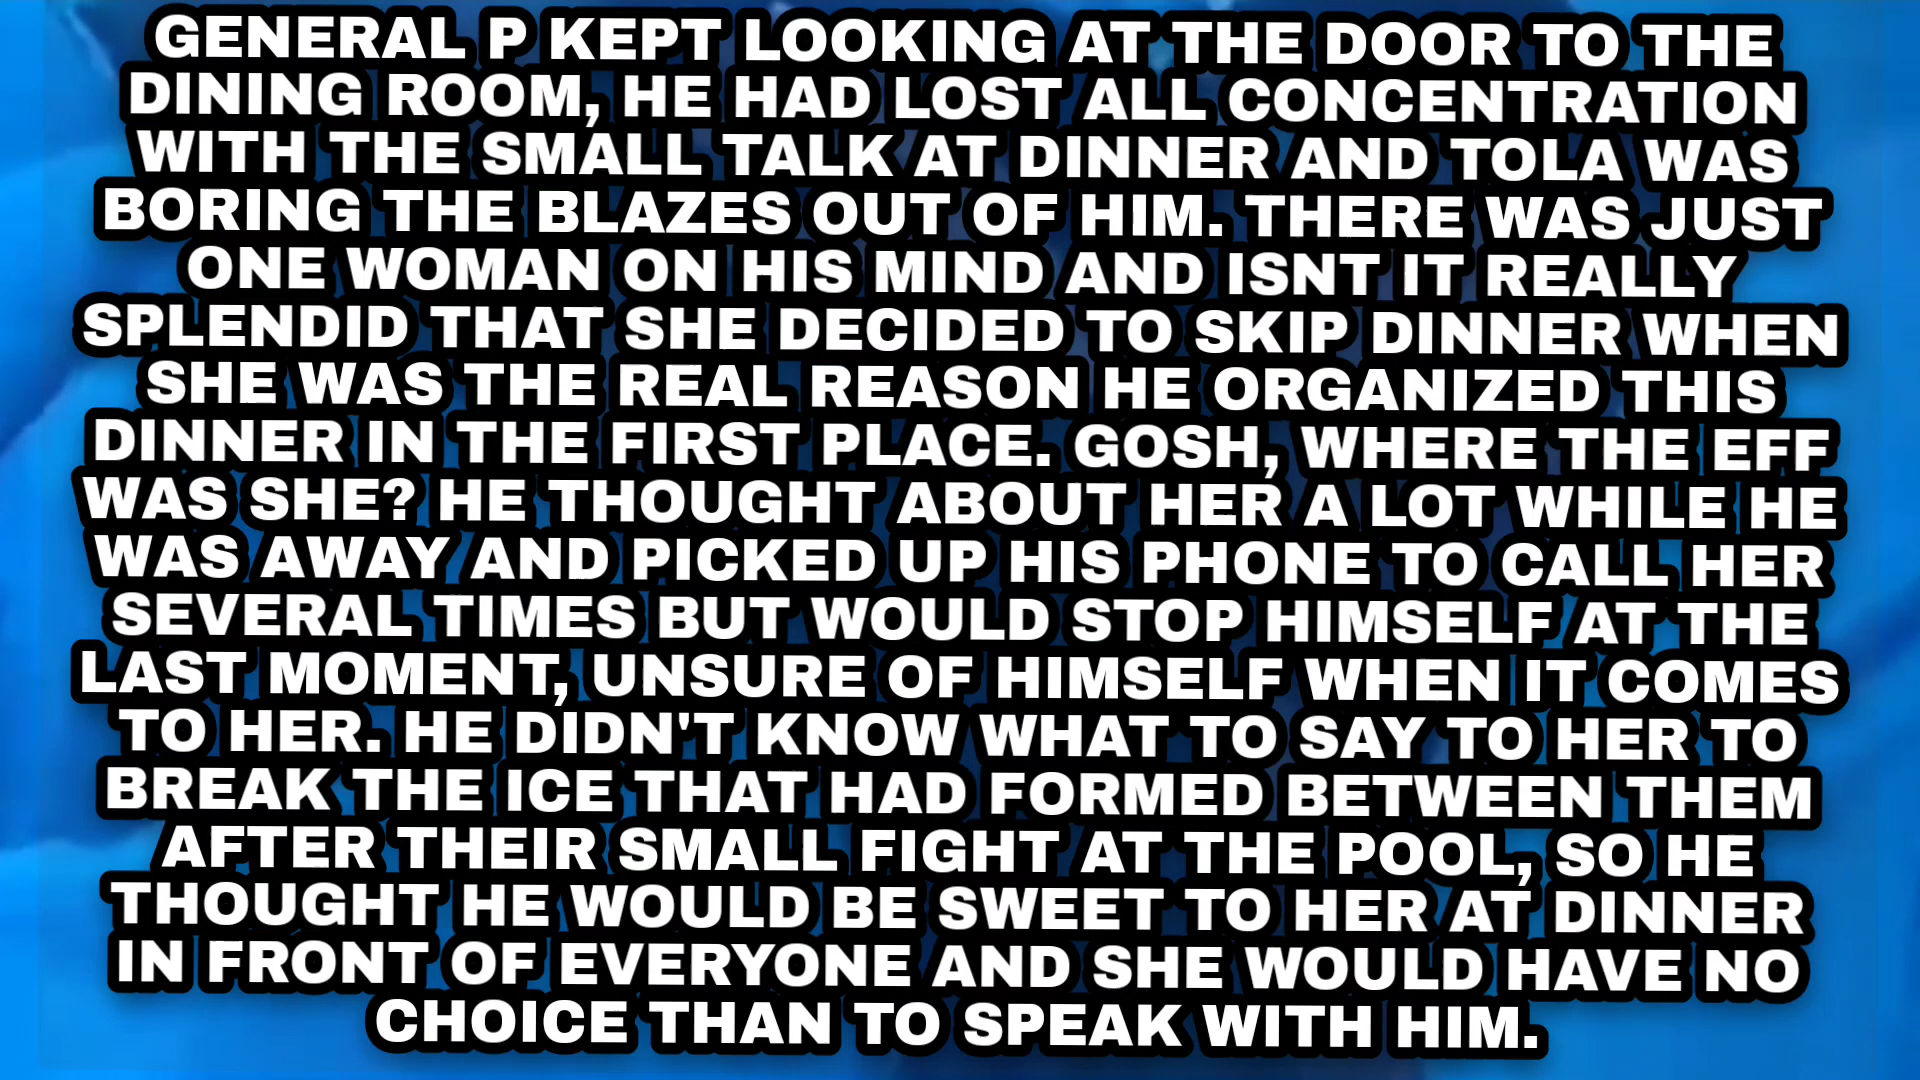 GENERAL P KEPT LOOKING AT THE DOOR TO THE
DINING ROOM, HE HAD LOST ALL CONCENTRATION
WITH THE SMALL TALK AT DINNER AND TOLA WAS
BORING THE BLAZES OUT OF HIM. THERE WAS JUST
ONE WOMAN ON HIS MIND AND ISNT IT REALLY
SPLENDID THAT SHE DECIDED TO SKIP DINNER WHEN
SHE WAS THE REAL REASON HE ORGANIZED THIS
DINNER IN THE FIRST PLACE. GOSH, WHERE THE EFF
WAS SHE? HE THOUGHT ABOUT HER A LOT WHILE HE
WAS AWAY AND PICKED UP HIS PHONE TO CALL HER
SEVERAL TIMES BUT WOULD STOP HIMSELF AT THE
LAST MOMENT, UNSURE OF HIMSELF WHEN IT COMES
TO HER. HE DIDN'T KNOW WHAT TO SAY TO HER TO
BREAK THE ICE THAT HAD FORMED BETWEEN THEM
AFTER THEIR SMALL FIGHT AT THE POOL, SO HE
THOUGHT HE WOULD BE SWEET TO HER AT DINNER
IN FRONT OF EVERYONE AND SHE WOULD HAVE NO
CHOICE THAN TO SPEAK WITH HIM.